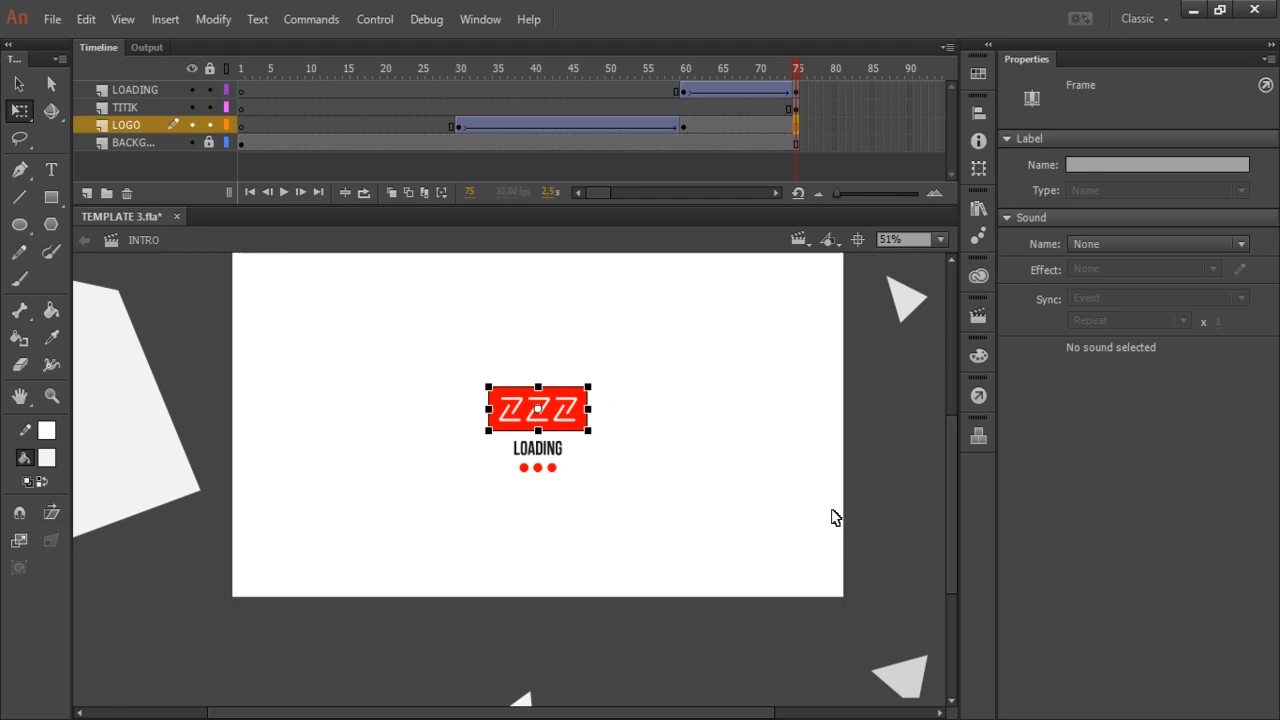 An File Edit View Insert Modify Text Commands Control Debug Window Help Classic
Timeline Output
T...
1 5 10 15 20 25 30 35 40 45 50 55 60 65 70 75 80 85 90
LOADING
TITIK
LOGO
BACKG...
75 30.00 fps 2.5 s
TEMPLATE 3.fla* ×
INTRO 51%
ZZZ
LOADING
Properties
Frame
Label
Name:
Type: Name
Sound
Name: None
Effect: None
Sync: Event
Repeat x 1
No sound selected